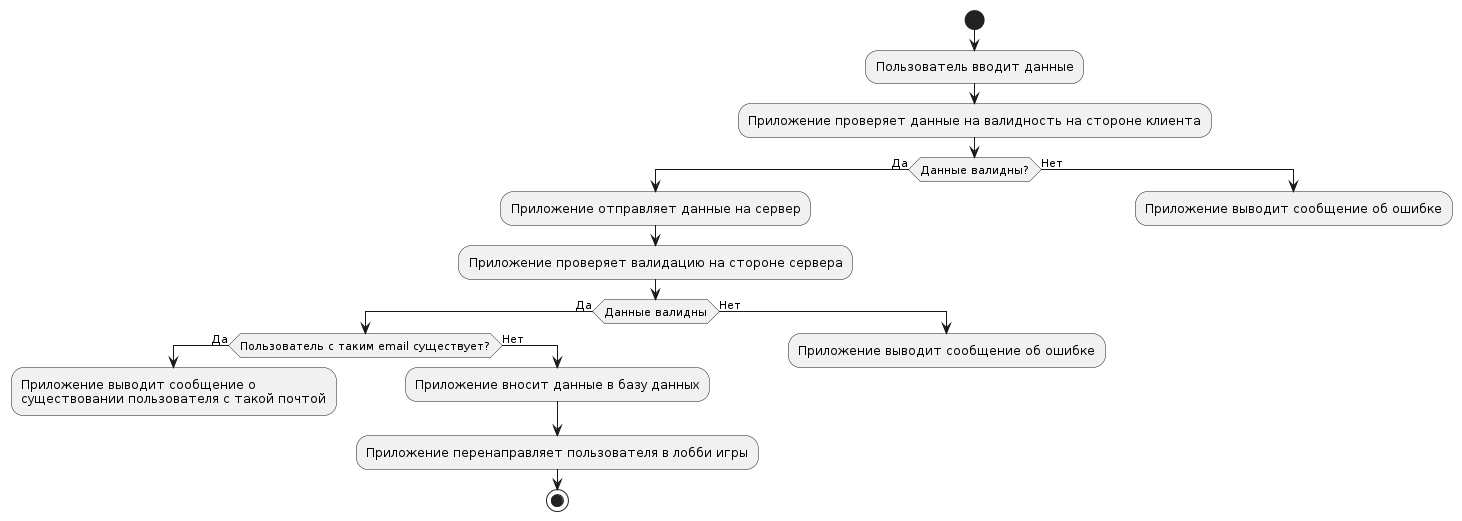 Пользователь вводит данные
Приложение проверяет данные на валидность на стороне клиента
Да
Данные валидны?
Нет
Приложение отправляет данные на сервер
Приложение выводит сообщение об ошибке
Приложение проверяет валидацию на стороне сервера
Да
Данные валидны
Нет
Да
Пользователь с таким email существует?
Нет
Приложение выводит сообщение об ошибке
Приложение выводит сообщение о
существовании пользователя с такой почтой
Приложение вносит данные в базу данных
Приложение перенаправляет пользователя в лобби игры